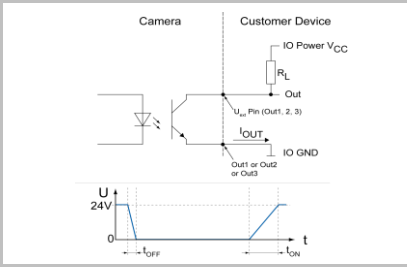 Camera
Customer Device
IO Power VCC
RL
Out
Uext Pin (Out1, 2, 3)
IOUT
IO GND
Out1 or Out2
or Out3
U
24V
0
t
tOFF
tON